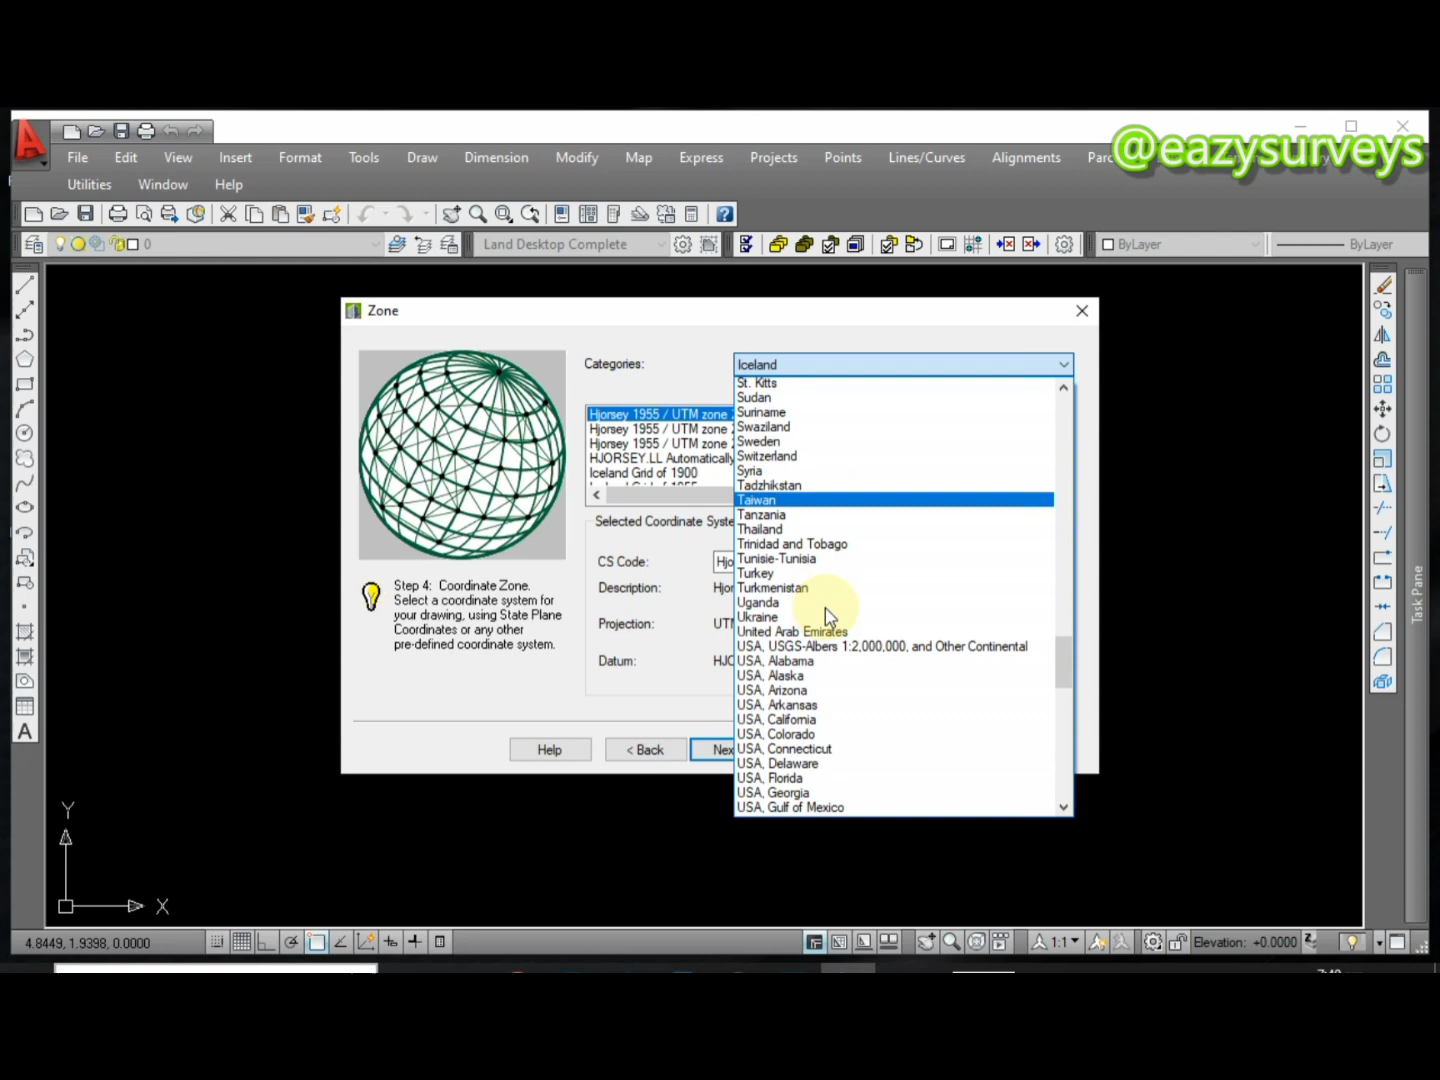 @eazysurveys
File Edit View Insert Format Tools Draw Dimension Modify Map Express Projects Points Lines/Curves Alignments Parc
Utilities Window Help
0 Land Desktop Complete ByLayer ByLayer
Zone
Categories: Iceland
St. Kitts
Sudan
Suriname
Swaziland
Sweden
Switzerland
Syria
Tadzhikstan
Taiwan
Tanzania
Thailand
Trinidad and Tobago
Tunisie-Tunisia
Turkey
Turkmenistan
Uganda
Ukraine
United Arab Emirates
USA, USGS-Albers 1:2,000,000, and Other Continental
USA, Alabama
USA, Alaska
USA, Arizona
USA, Arkansas
USA, California
USA, Colorado
USA, Connecticut
USA, Delaware
USA, Florida
USA, Georgia
USA, Gulf of Mexico
Hjorsey 1955 / UTM zone
Hjorsey 1955 / UTM zone
Hjorsey 1955 / UTM zone
HJORSEY.LL Automatically
Iceland Grid of 1900
Selected Coordinate Syste
CS Code: Hjo
Description: Hjor
Projection: UT
Datum: HJO
Step 4: Coordinate Zone.
Select a coordinate system for
your drawing, using State Plane
Coordinates or any other
pre-defined coordinate system.
Help < Back Nex
Task Pane
Y
X
4.8449, 1.9398, 0.0000 1:1 Elevation: +0.0000